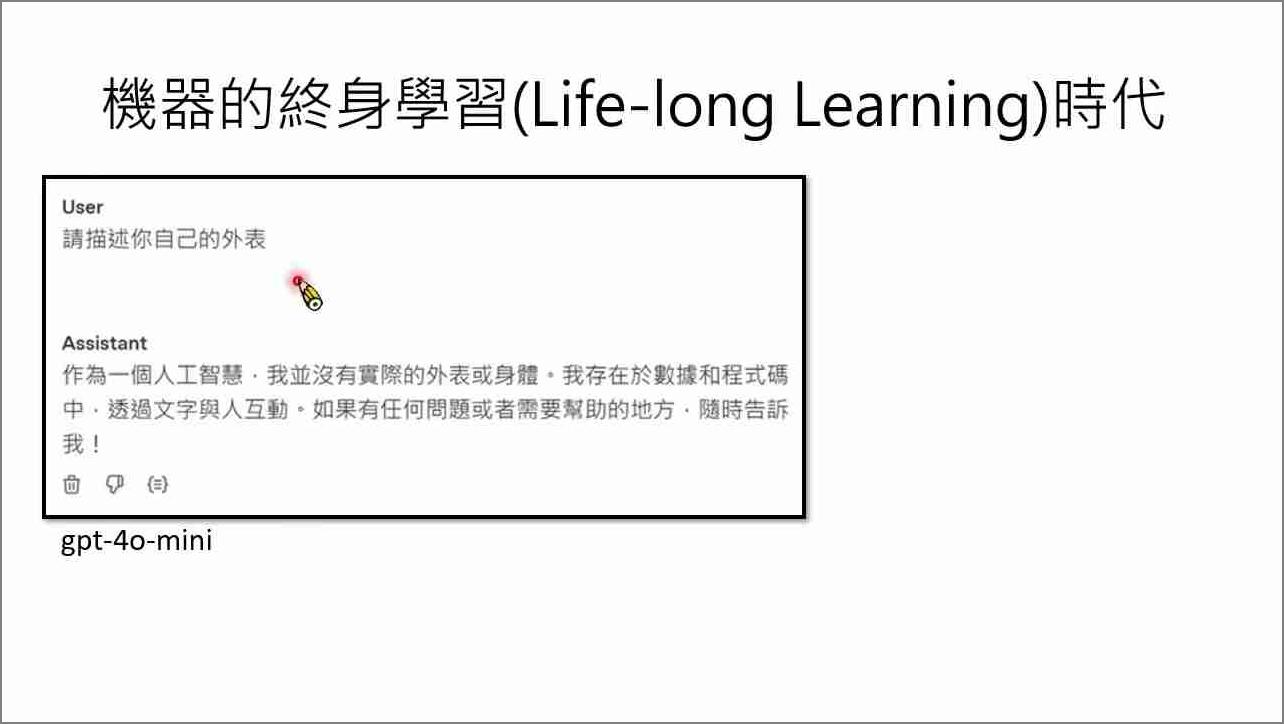 機器的終身學習(Life-long Learning)時代
User
請描述你自己的外表
Assistant
作為一個人工智慧，我並沒有實際的外表或身體。我存在於數據和程式碼
中，透過文字與人互動。如果有任何問題或者需要幫助的地方，隨時告訴
我！
gpt-4o-mini